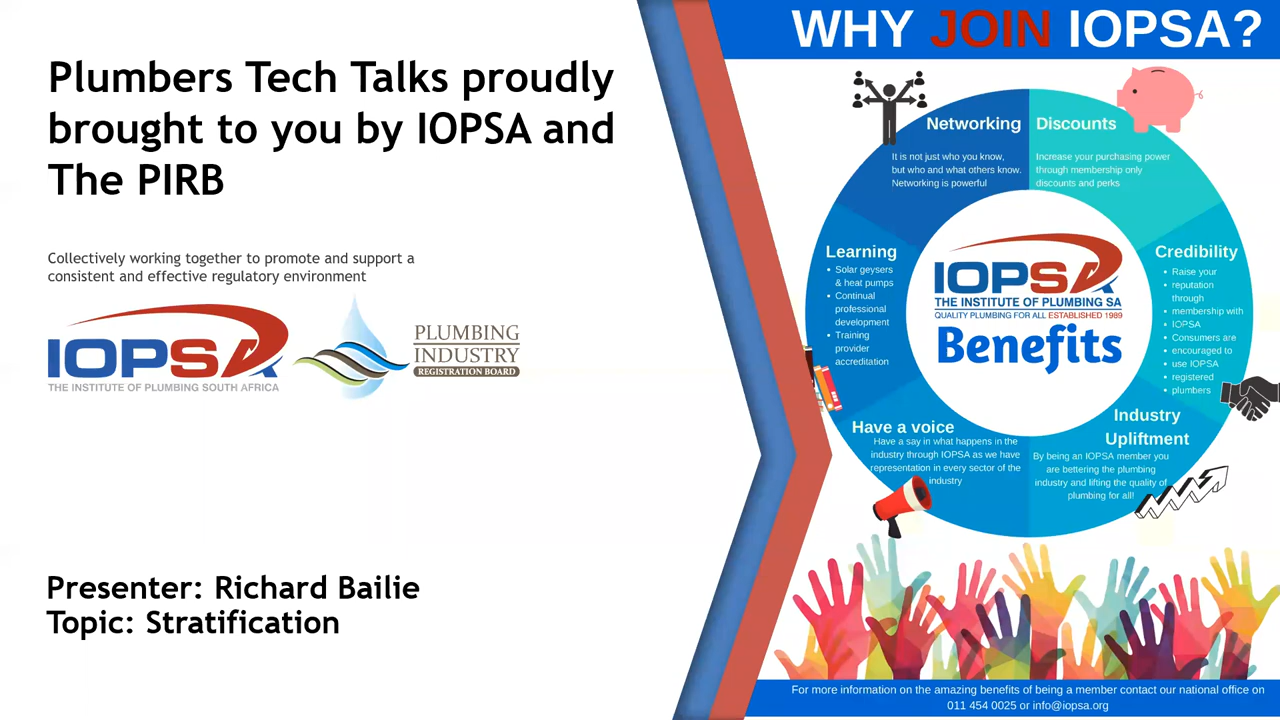 Plumbers Tech Talks proudly
brought to you by IOPSA and
The PIRB
Collectively working together to promote and support a
consistent and effective regulatory environment
IOPSA
THE INSTITUTE OF PLUMBING SOUTH AFRICA
PLUMBING
INDUSTRY
REGISTRATION BOARD
Presenter: Richard Bailie
Topic: Stratification
WHY JOIN IOPSA?
Networking
It is not just who you know,
but who and what others know.
Networking is powerful
Discounts
Increase your purchasing power
through membership only
discounts and perks
Learning
• Solar geysers
& heat pumps
• Continual
professional
development
• Training
provider
accreditation
IOPSA
THE INSTITUTE OF PLUMBING SA
QUALITY PLUMBING FOR ALL ESTABLISHED 1989
Benefits
Credibility
• Raise your
• reputation
through
• membership with
• IOPSA
• Consumers are
• encouraged to
• use IOPSA
• registered
• plumbers
Have a voice
Have a say in what happens in the
industry through IOPSA as we have
representation in every sector of the
industry
Industry
Upliftment
By being an IOPSA member you
are bettering the plumbing
industry and lifting the quality of
plumbing for all!
For more information on the amazing benefits of being a member contact our national office on
011 454 0025 or info@iopsa.org